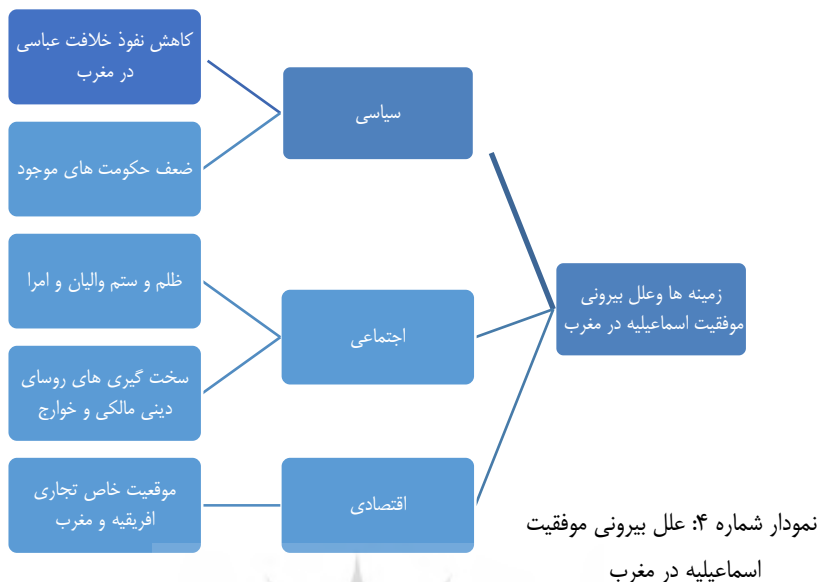 زمینه ها وعلل بیرونی
موفقیت اسماعیلیه در مغرب
سیاسی
کاهش نفوذ خلافت عباسی
در مغرب
ضعف حکومت های موجود
اجتماعی
ظلم و ستم والیان و امرا
سخت گیری های روسای
دینی مالکی و خوارج
اقتصادی
موقعیت خاص تجاری
افریقیه و مغرب
نمودار شماره ۴: علل بیرونی موفقیت
اسماعیلیه در مغرب